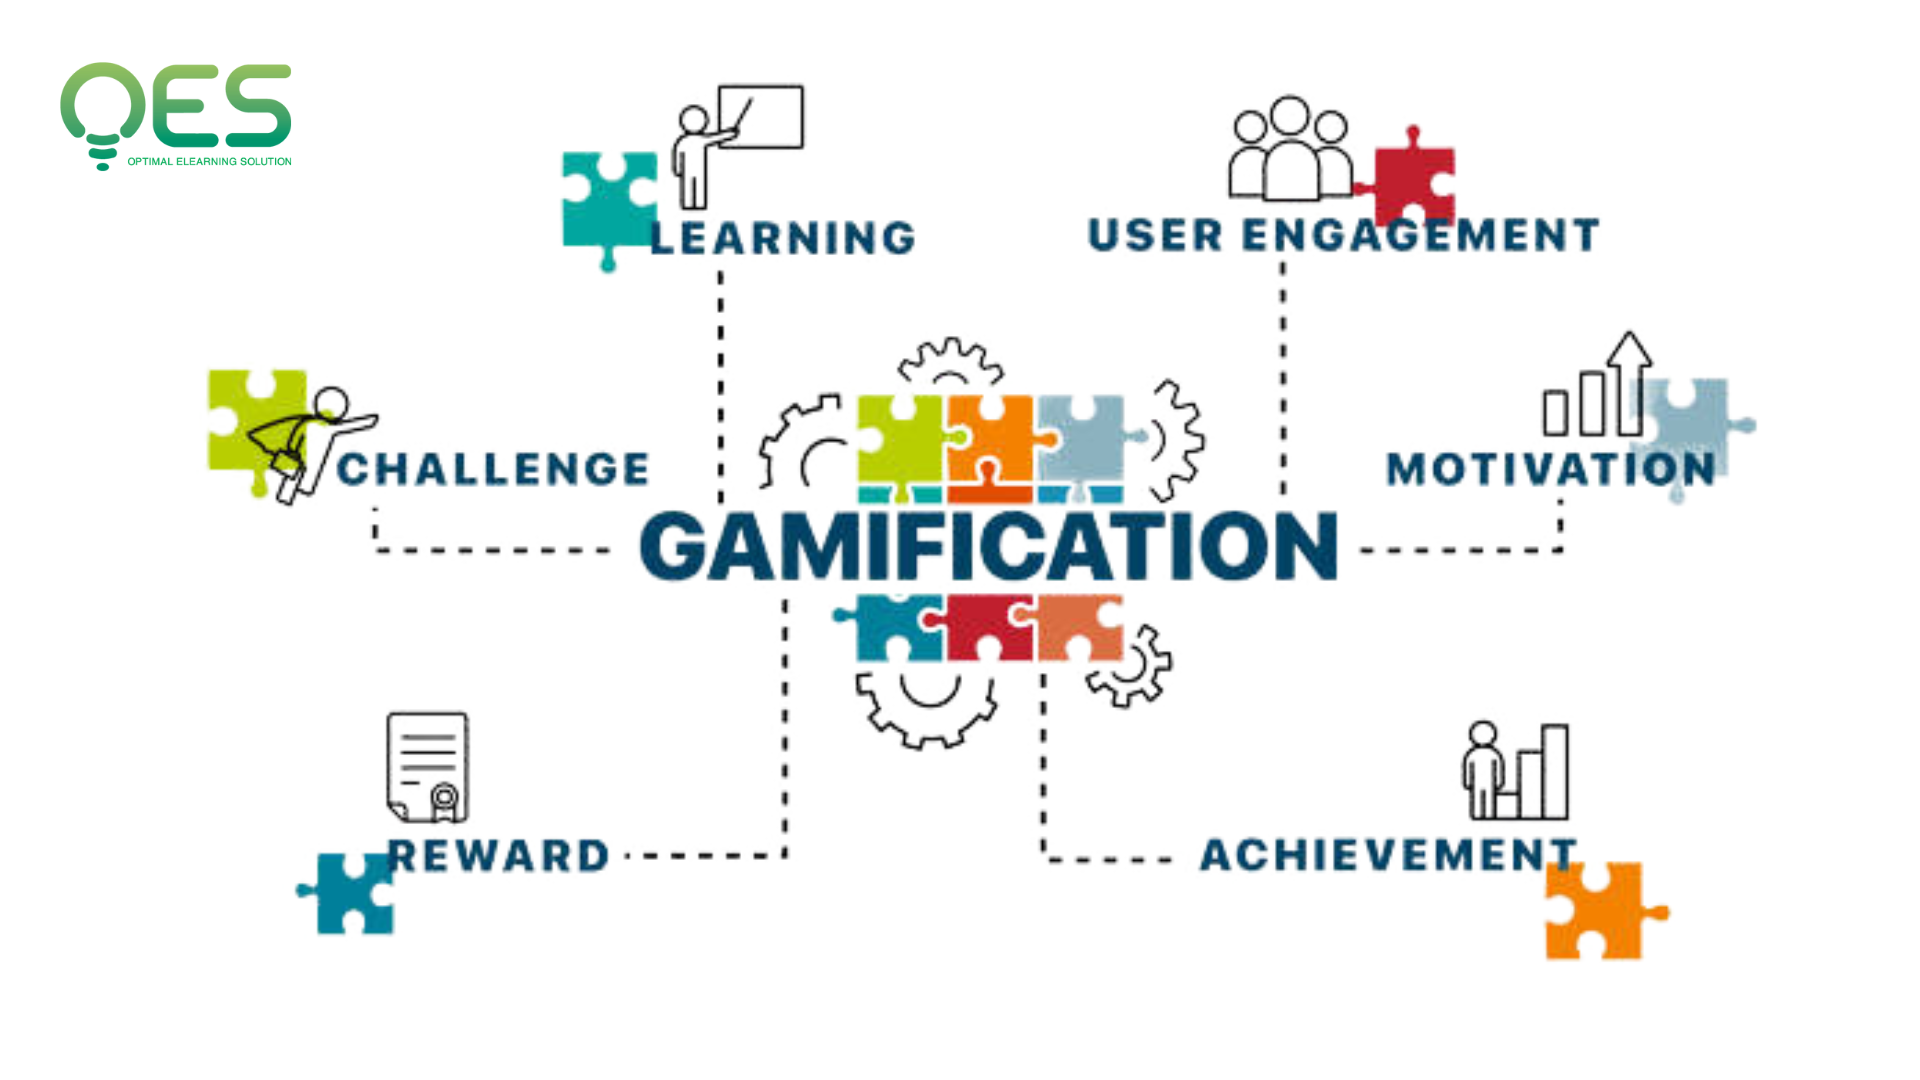 OES
OPTIMAL ELEARNING SOLUTION
LEARNING
USER ENGAGEMENT
CHALLENGE
MOTIVATION
GAMIFICATION
REWARD
ACHIEVEMENT